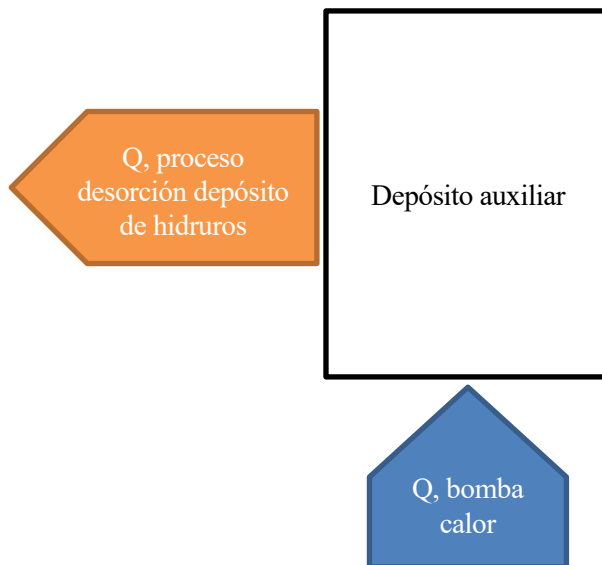 Q, proceso
desorción depósito
de hidruros
Depósito auxiliar
Q, bomba
calor